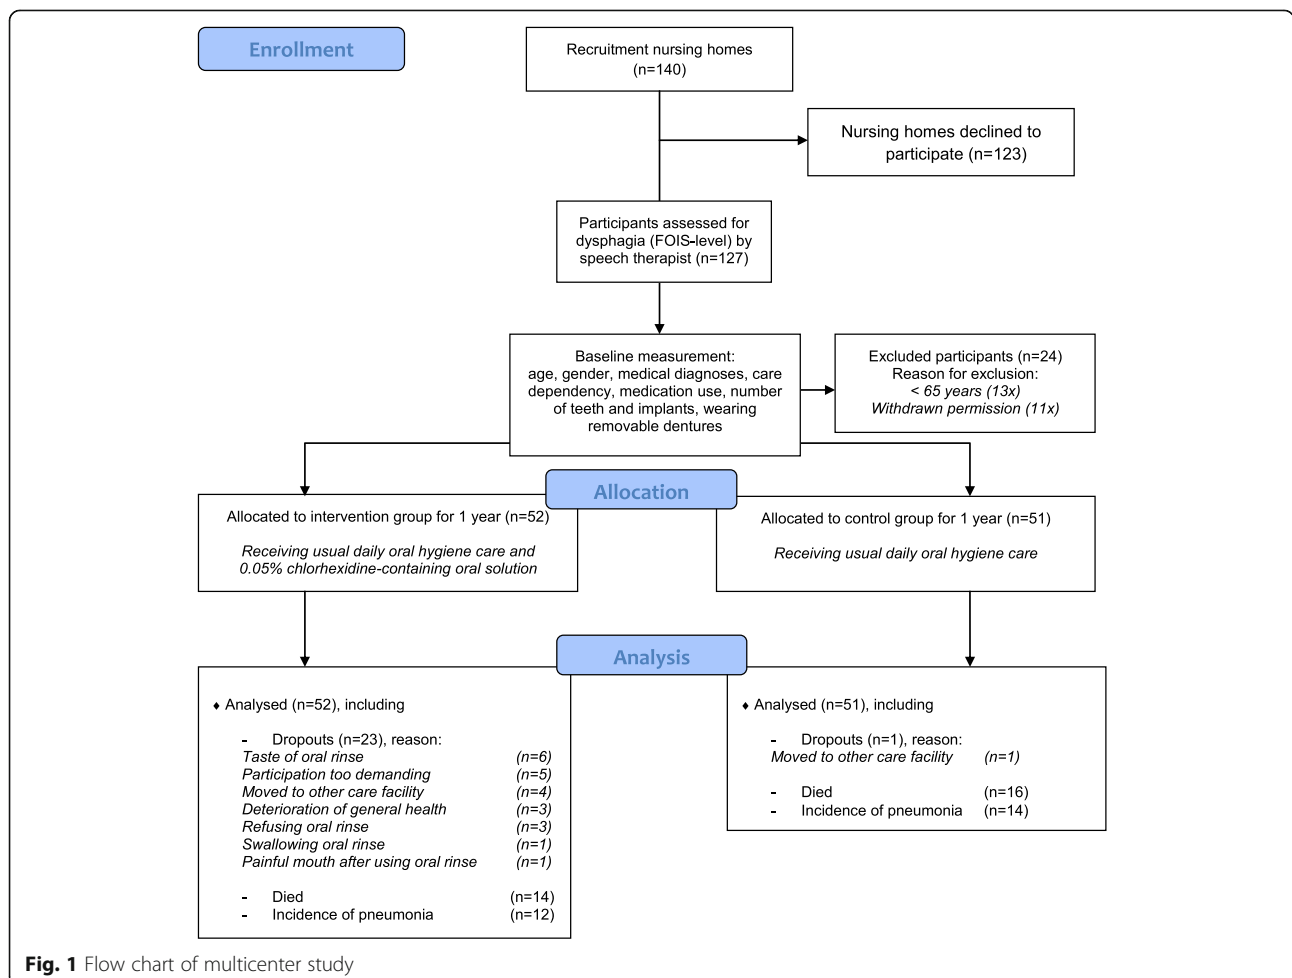 Enrollment
Recruitment nursing homes
(n=140)
Nursing homes declined to
participate (n=123)
Participants assessed for
dysphagia (FOIS-level) by
speech therapist (n=127)
Baseline measurement:
age, gender, medical diagnoses, care
dependency, medication use, number
of teeth and implants, wearing
removable dentures
Excluded participants (n=24)
Reason for exclusion:
< 65 years (13x)
Withdrawn permission (11x)
Allocation
Allocated to intervention group for 1 year (n=52)
Receiving usual daily oral hygiene care and
0.05% chlorhexidine-containing oral solution
Allocated to control group for 1 year (n=51)
Receiving usual daily oral hygiene care
Analysis
♦ Analysed (n=52), including
- Dropouts (n=23), reason:
Taste of oral rinse (n=6)
Participation too demanding (n=5)
Moved to other care facility (n=4)
Deterioration of general health (n=3)
Refusing oral rinse (n=3)
Swallowing oral rinse (n=1)
Painful mouth after using oral rinse (n=1)
- Died (n=14)
- Incidence of pneumonia (n=12)
♦ Analysed (n=51), including
- Dropouts (n=1), reason:
Moved to other care facility (n=1)
- Died (n=16)
- Incidence of pneumonia (n=14)
Fig. 1 Flow chart of multicenter study